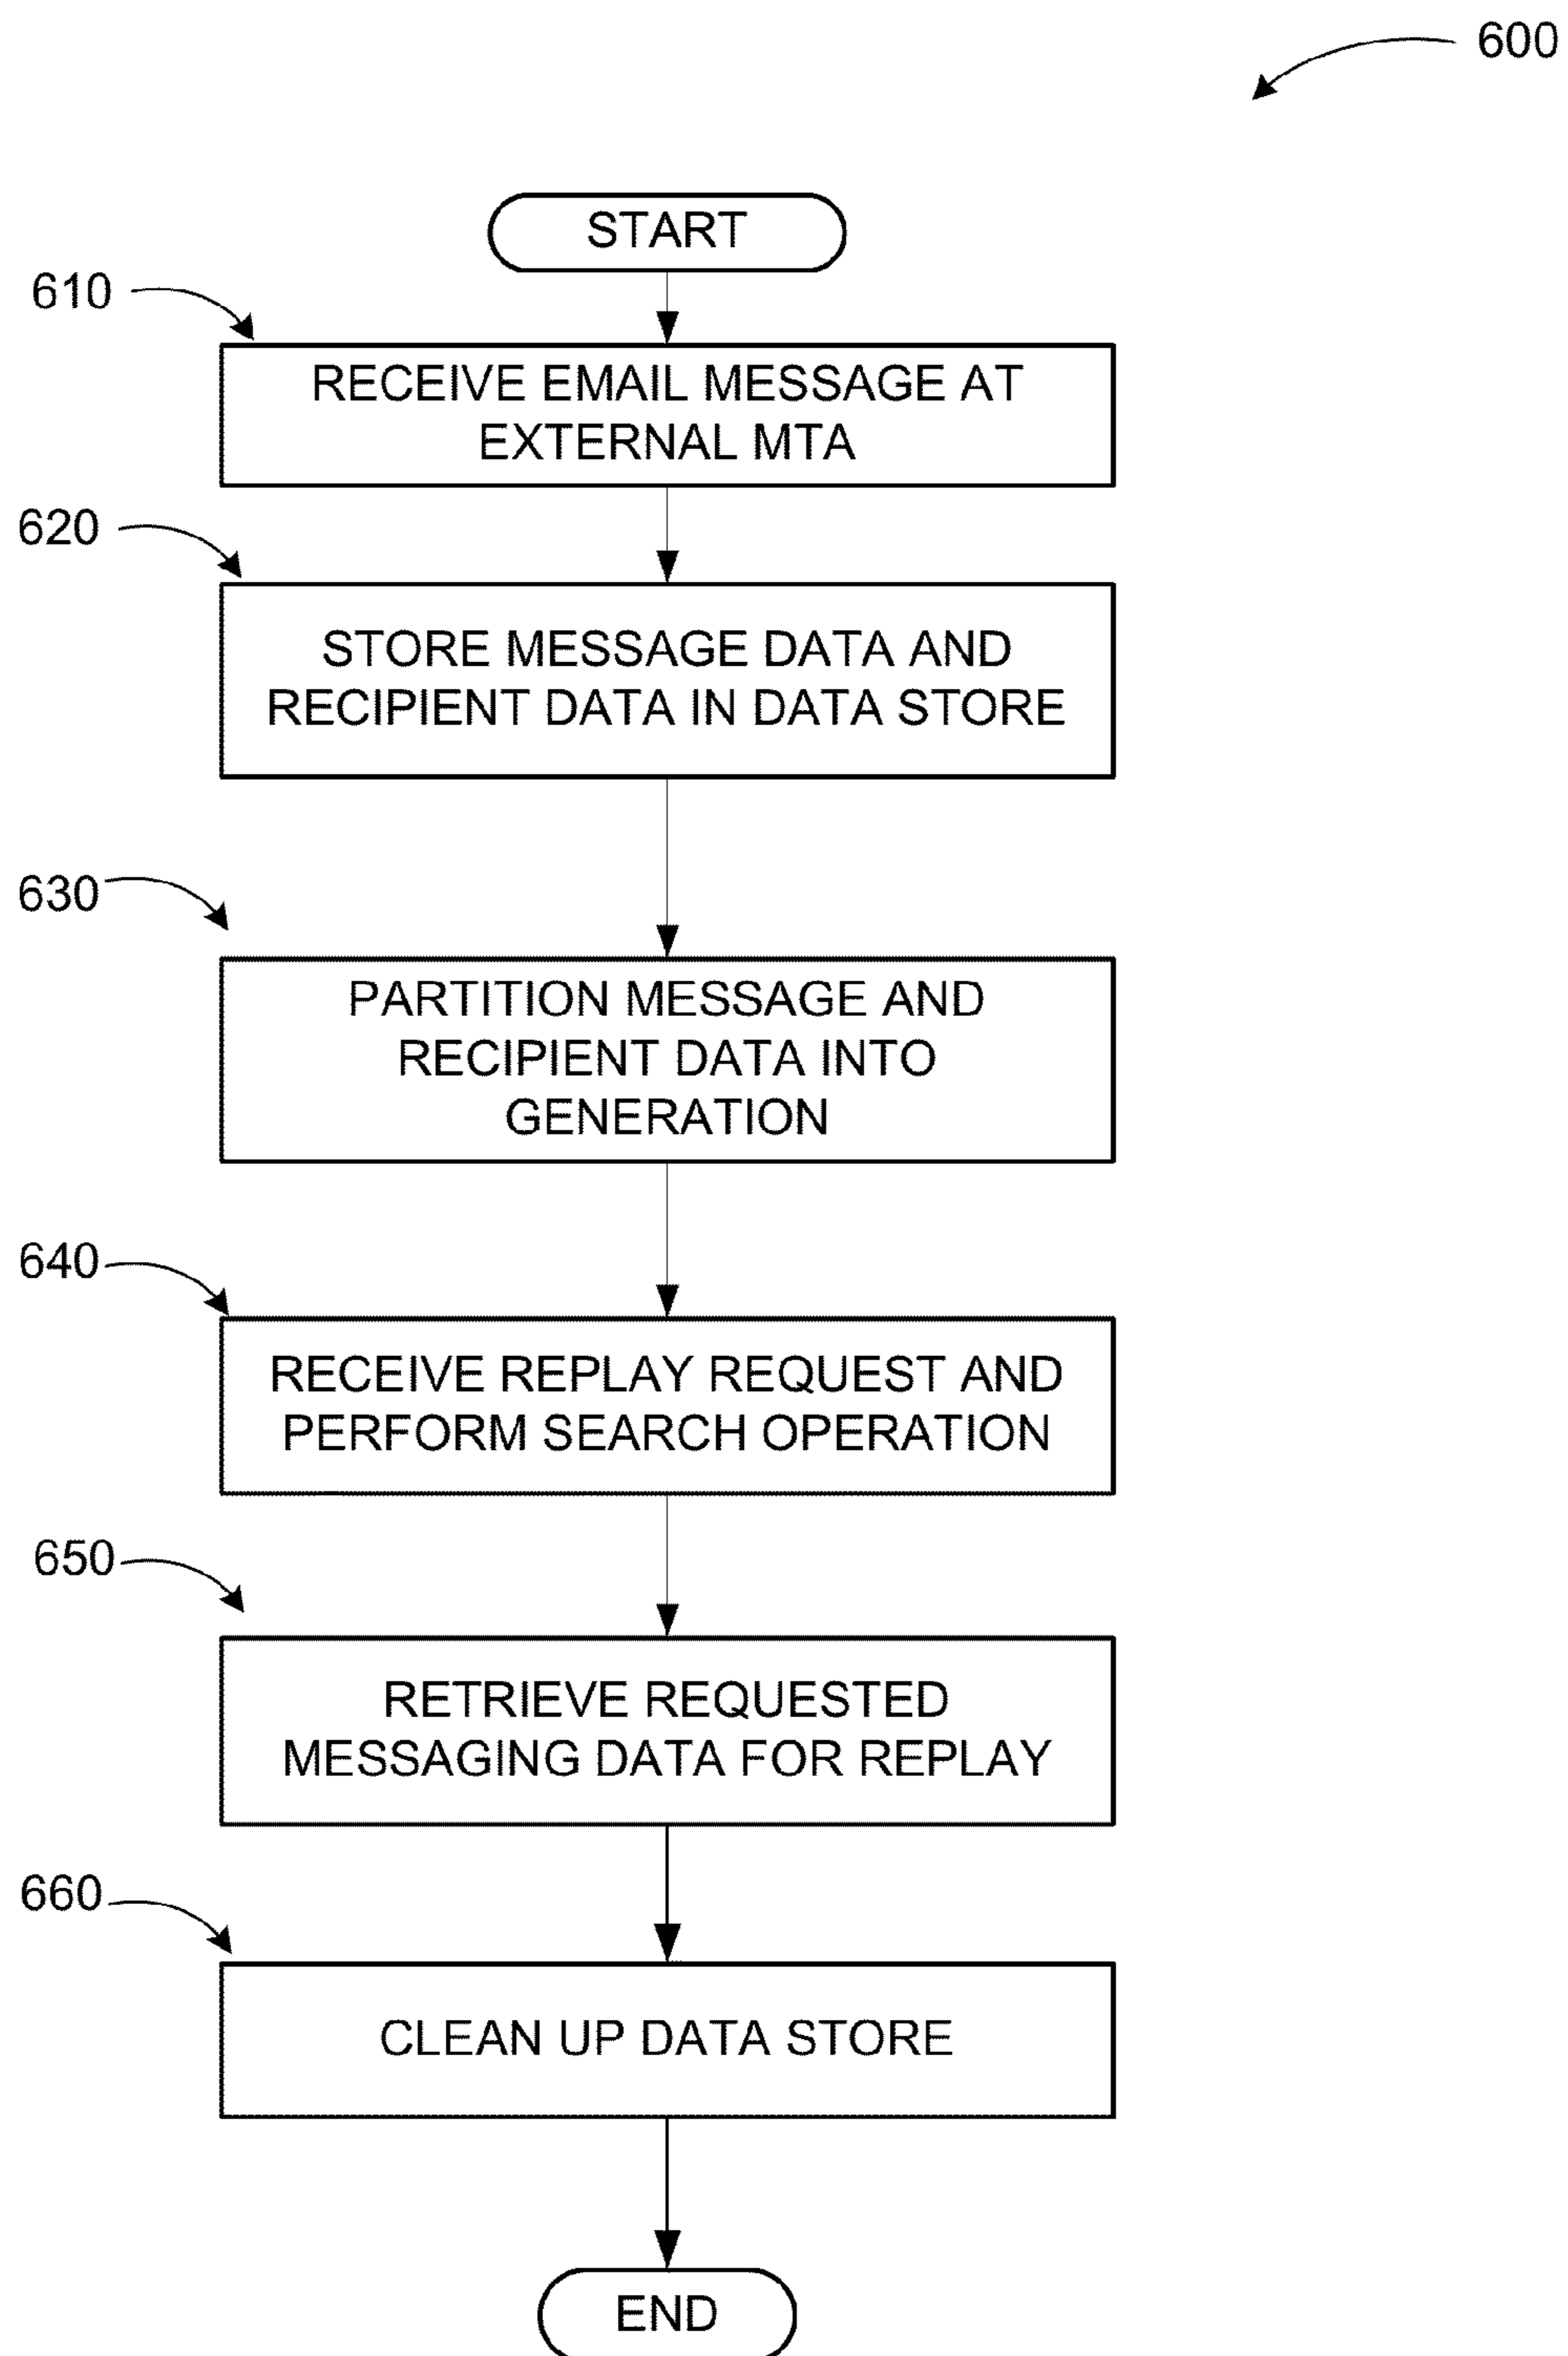 600
START
610
RECEIVE EMAIL MESSAGE AT
EXTERNAL MTA
620
STORE MESSAGE DATA AND
RECIPIENT DATA IN DATA STORE
630
PARTITION MESSAGE AND
RECIPIENT DATA INTO
GENERATION
640
RECEIVE REPLAY REQUEST AND
PERFORM SEARCH OPERATION
650
RETRIEVE REQUESTED
MESSAGING DATA FOR REPLAY
660
CLEAN UP DATA STORE
END